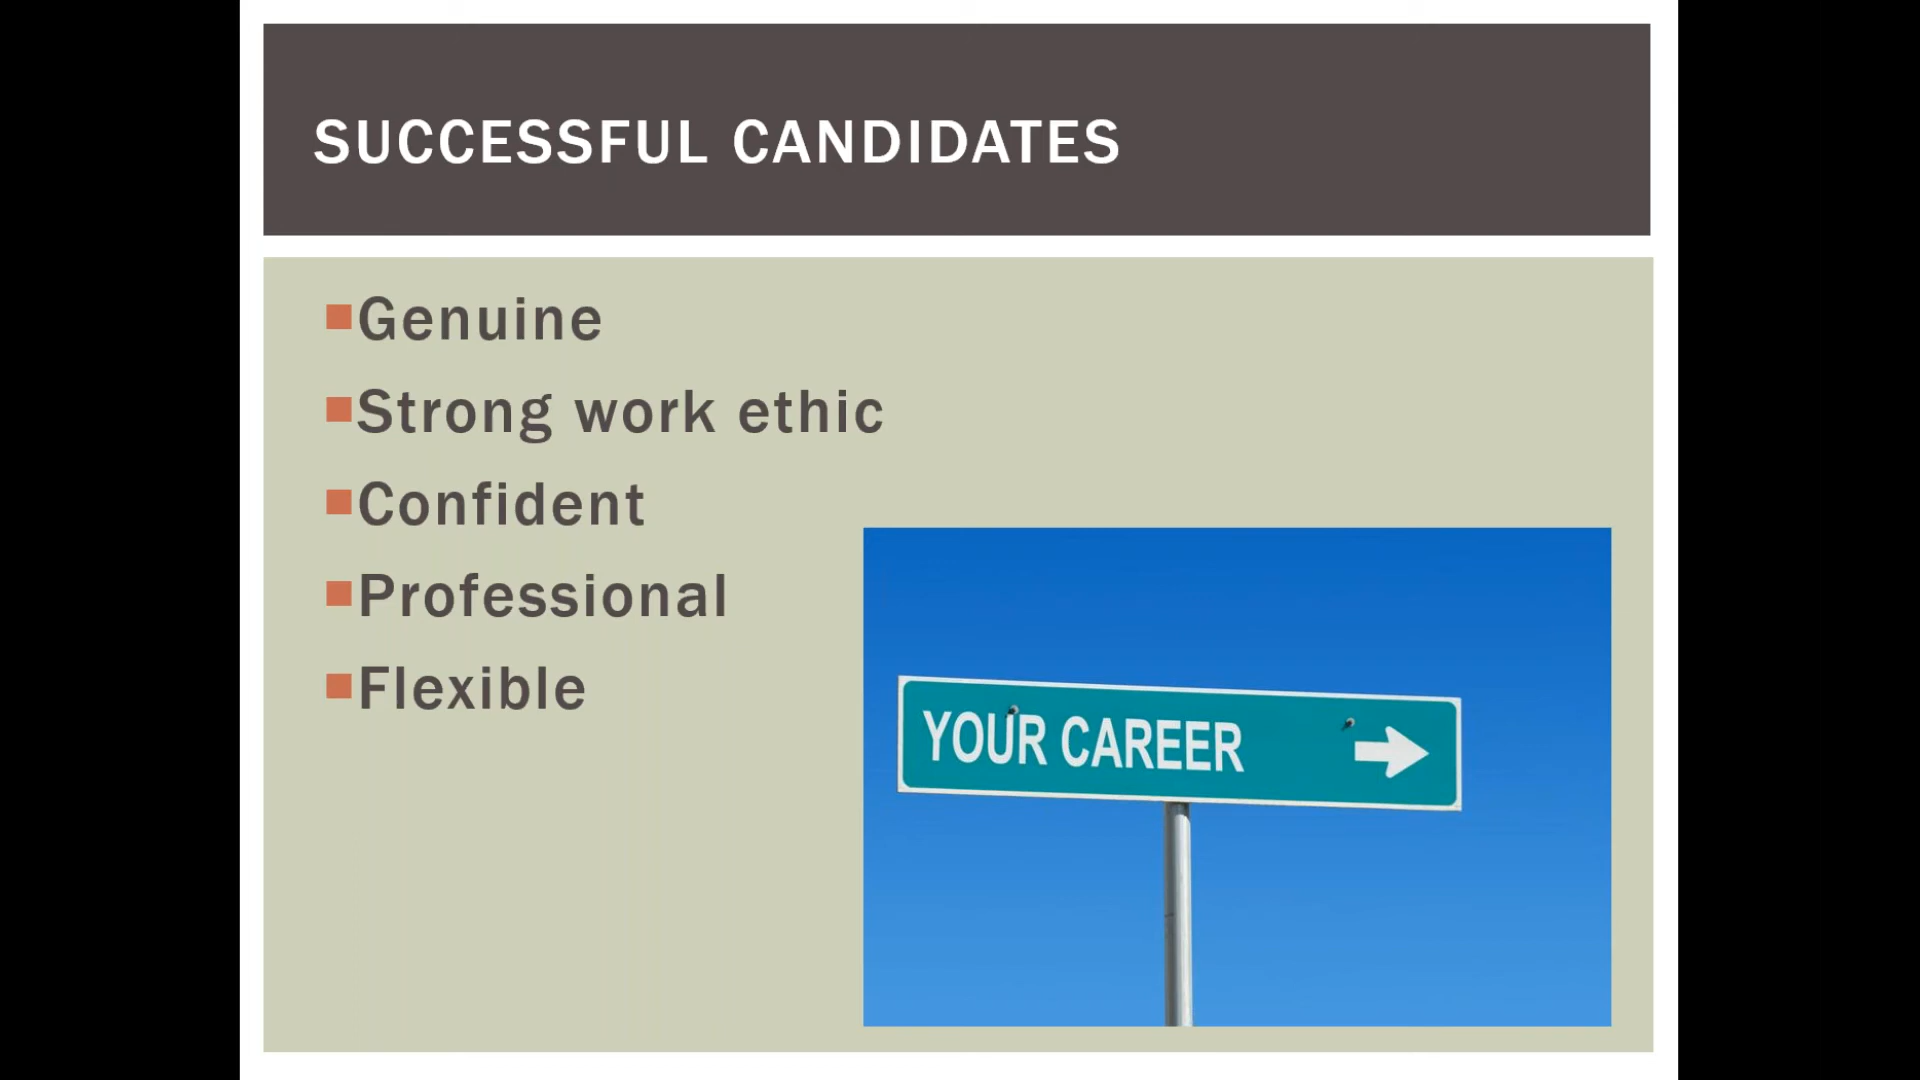 SUCCESSFUL CANDIDATES
Genuine
Strong work ethic
Confident
Professional
Flexible
YOUR CAREER